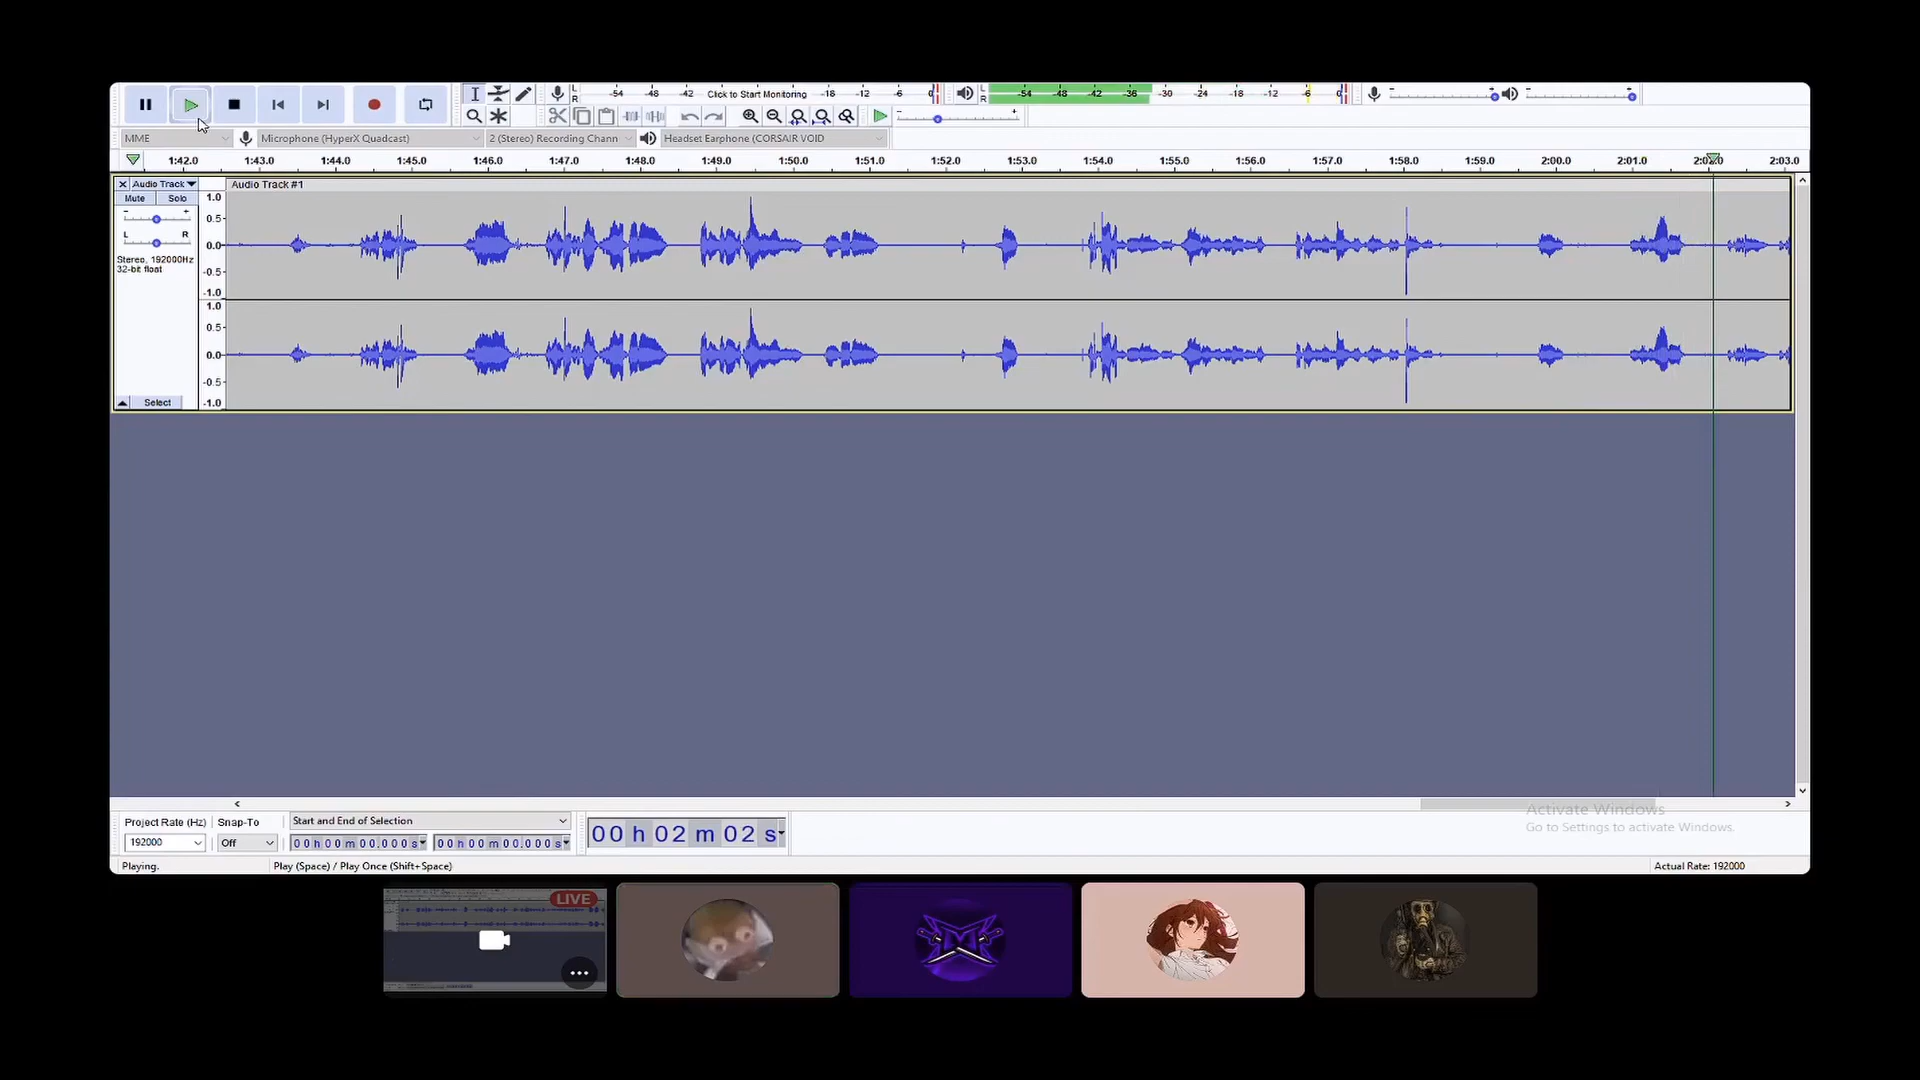 -54 -48 -42 Click to Start Monitoring -18 -12 -6 0
-54 -48 -42 -36 -30 -24 -18 -12 -6 0
L
R
L
R
MME
Microphone (HyperX Quadcast)
2 (Stereo) Recording Chann
Headset Earphone (CORSAIR VOID
1:42.0 1:43.0 1:44.0 1:45.0 1:46.0 1:47.0 1:48.0 1:49.0 1:50.0 1:51.0 1:52.0 1:53.0 1:54.0 1:55.0 1:56.0 1:57.0 1:58.0 1:59.0 2:00.0 2:01.0 2:02.0 2:03.0
Audio Track
Audio Track #1
Mute Solo
- +
L R
Stereo, 192000Hz
32-bit float
1.0
0.5
0.0
-0.5
-1.0
1.0
0.5
0.0
-0.5
-1.0
Select
Activate Windows
Go to Settings to activate Windows.
Project Rate (Hz)
Snap-To
Start and End of Selection
192000
Off
00 h 00 m 00.000 s
00 h 00 m 00.000 s
00 h 02 m 02 s
Playing.
Play (Space) / Play Once (Shift+Space)
Actual Rate: 192000
LIVE